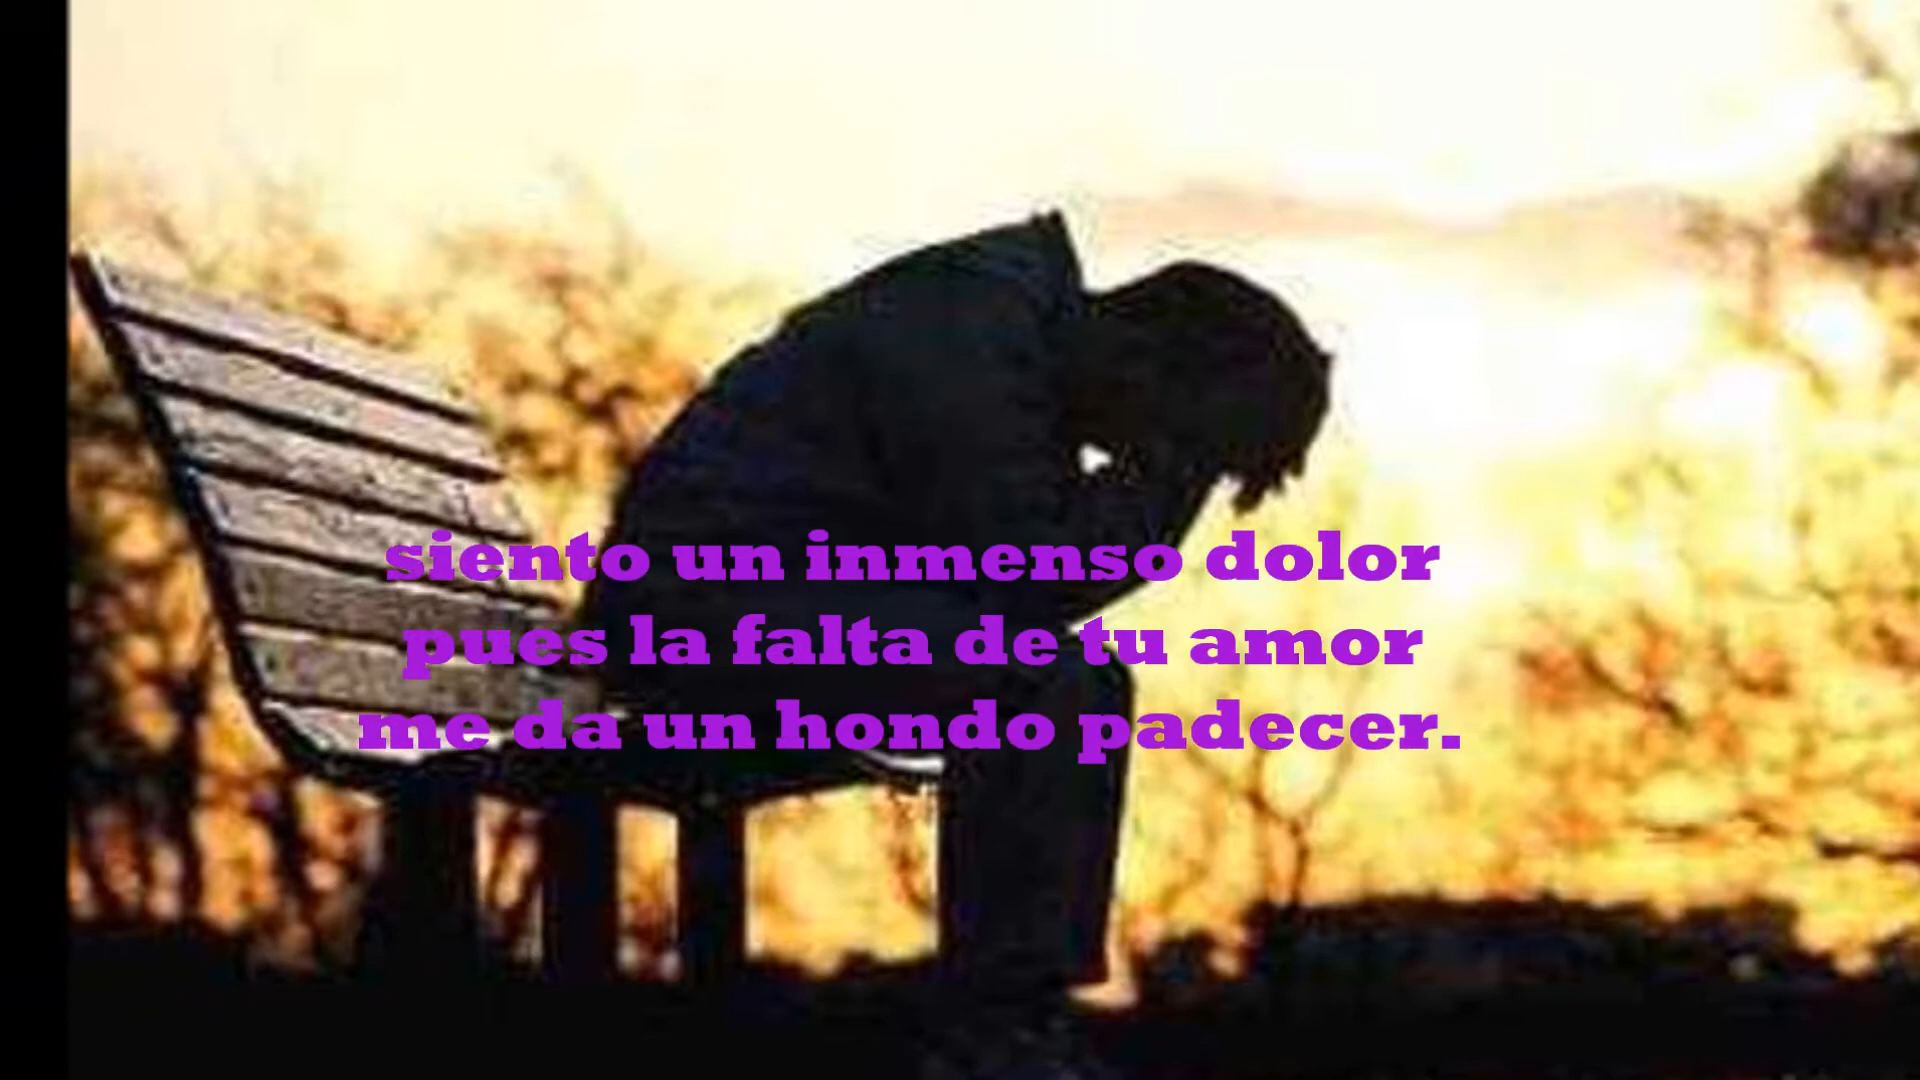 siento un inmenso dolor
pues la falta de tu amor
me da un hondo padecer.